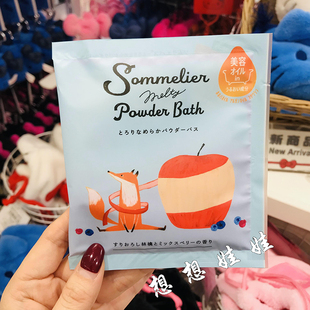 Sommelier
melty
Powder Bath
とろりなめらかパウダーバス
美容
オイル
in
すりおろし林檎とミックスベリーの香り
新商品
New Arrival
想想娃娃